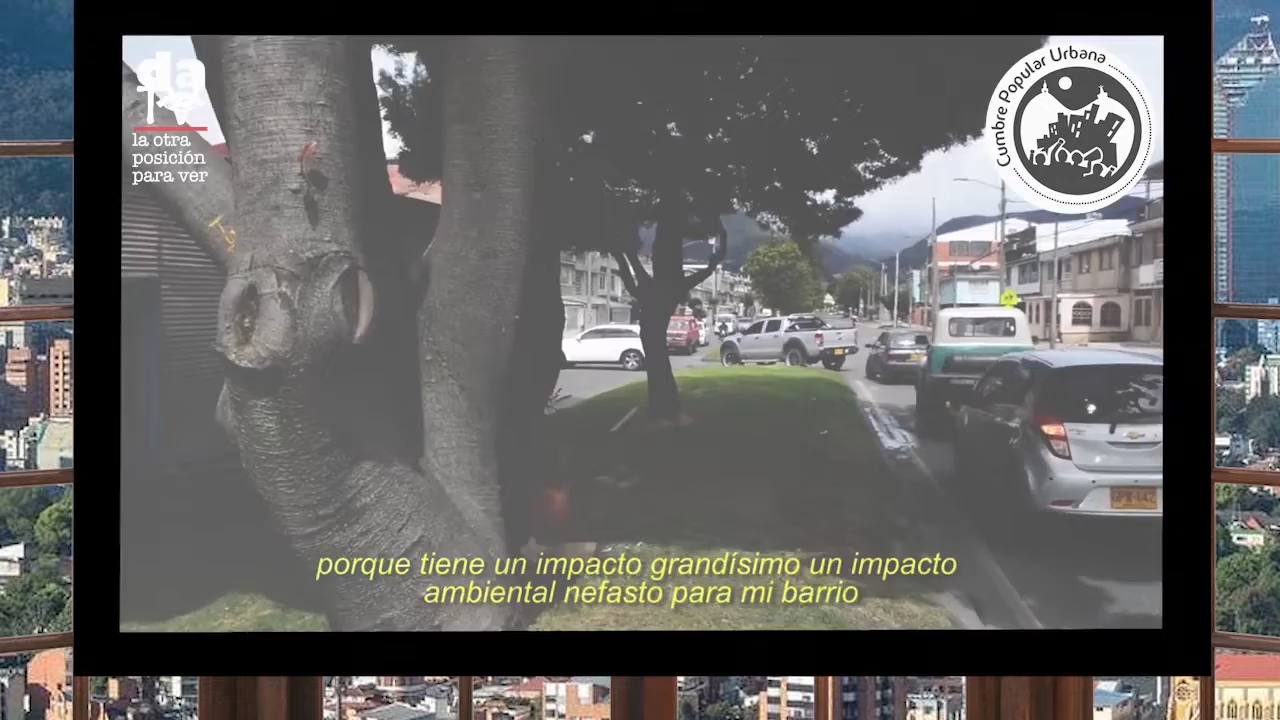 la otra
posición
para ver
Cumbre Popular Urbana
porque tiene un impacto grandísimo un impacto
ambiental nefasto para mi barrio